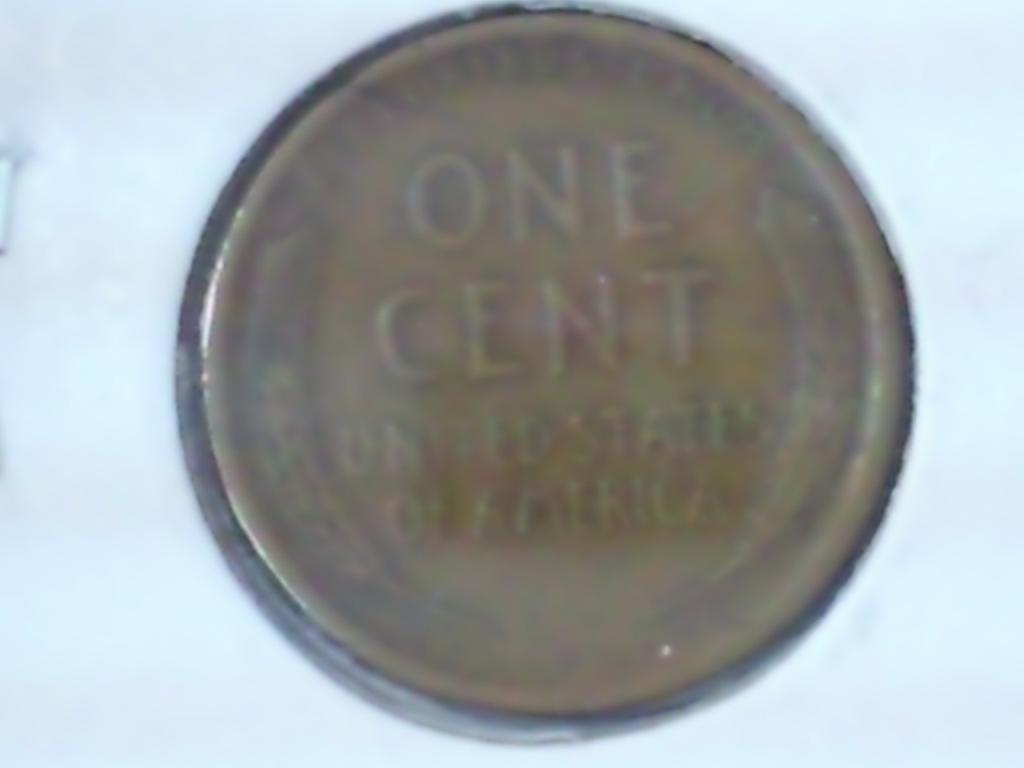 ONE
CENT
UNITED STATES
OF AMERICA